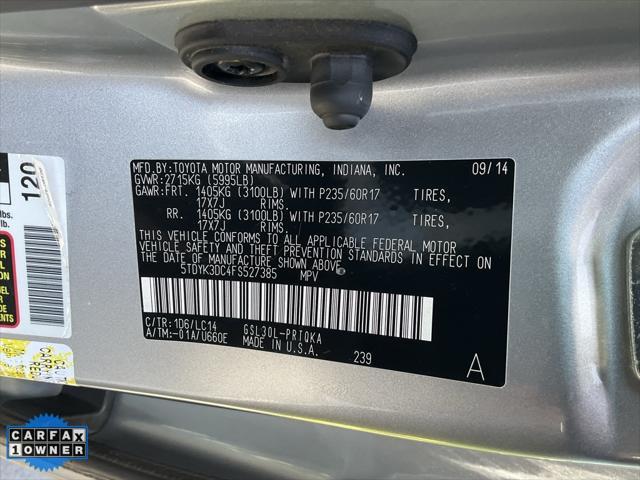 MFD.BY:TOYOTA MOTOR MANUFACTURING, INDIANA, INC. 09/14
GVWR:2715KG (5995LB)
GAWR:FRT. 1405KG (3100LB) WITH P235/60R17 TIRES,
17X7J RIMS.
RR. 1405KG (3100LB) WITH P235/60R17 TIRES,
17X7J RIMS.
THIS VEHICLE CONFORMS TO ALL APPLICABLE FEDERAL MOTOR
VEHICLE SAFETY AND THEFT PREVENTION STANDARDS IN EFFECT ON
THE DATE OF MANUFACTURE SHOWN ABOVE.
5TDYK3DC4FS527385 MPV
C/TR:1D6/LC14 GSL30L-PRTQKA
A/TM:-01A/U660E MADE IN U.S.A.
239
A
120
lbs.
CARFAX
1 OWNER